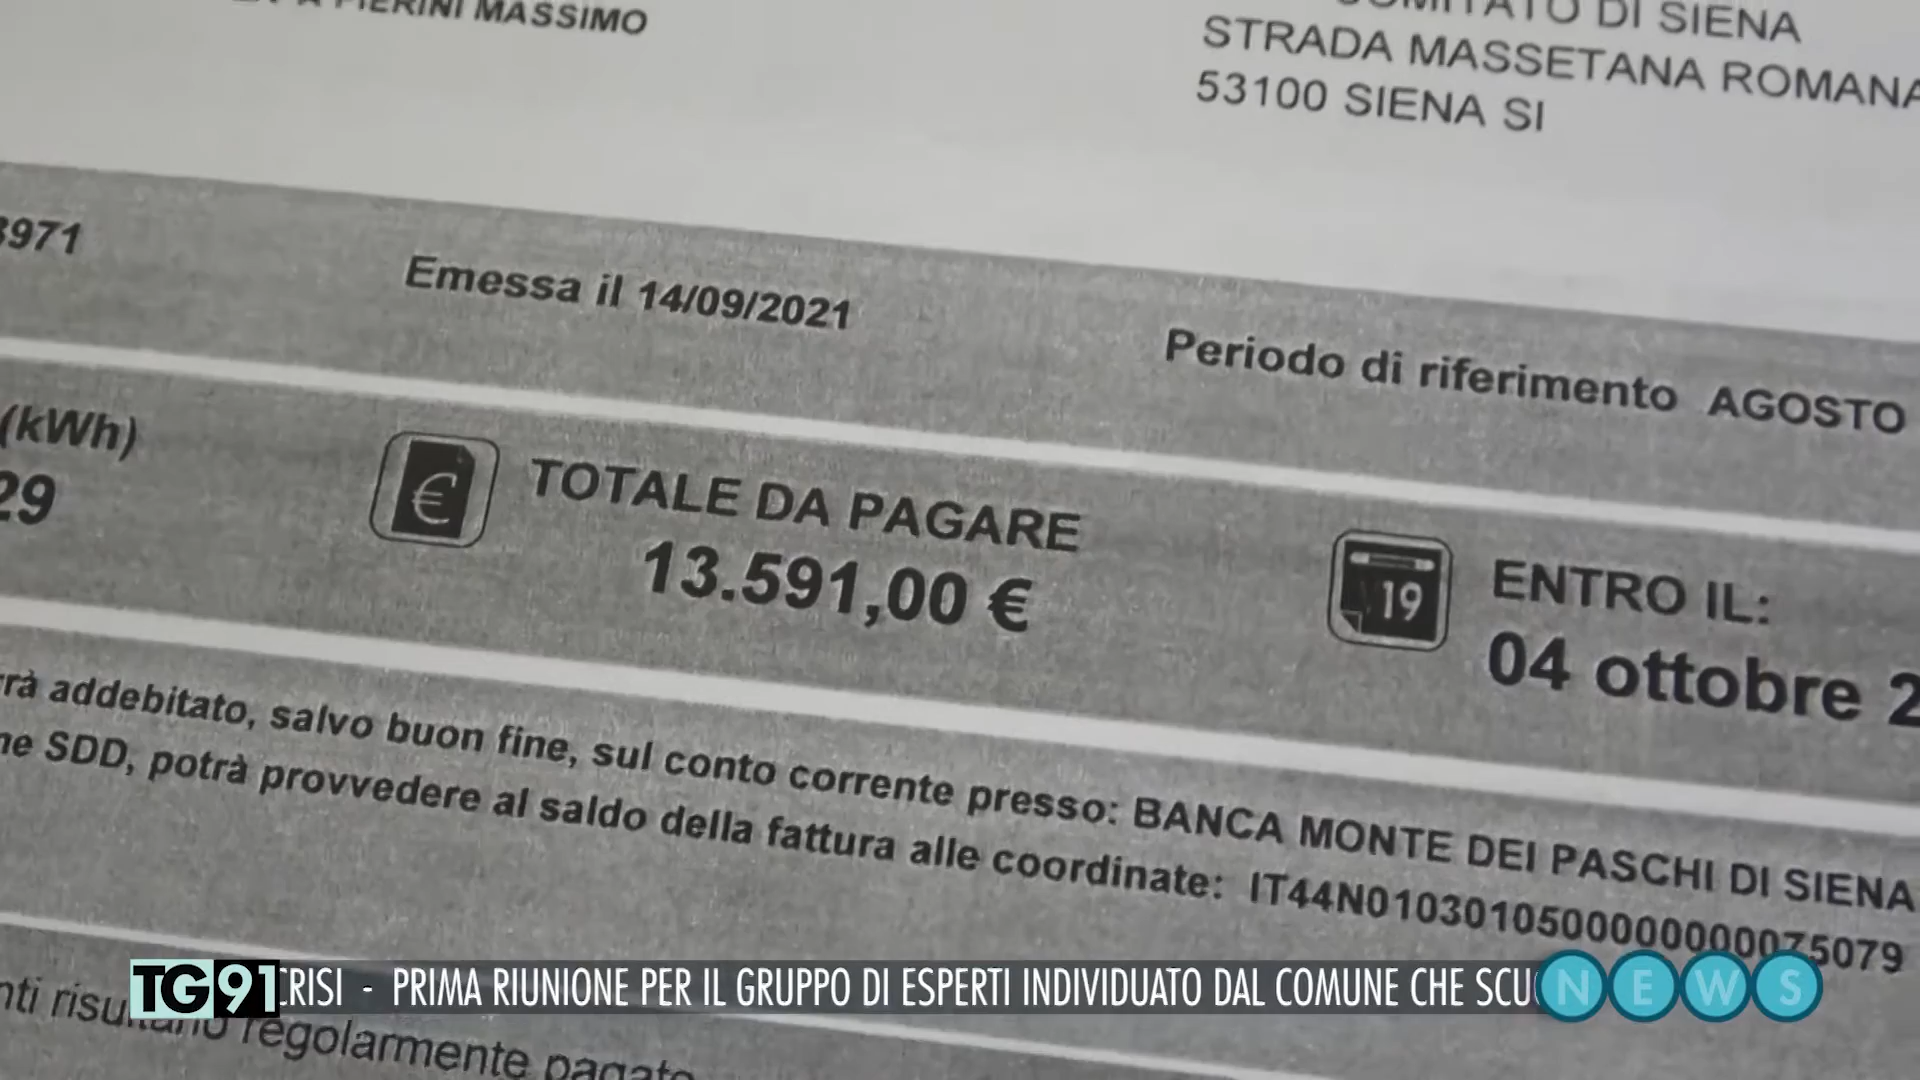 PIERINI MASSIMO
COMITATO DI SIENA
STRADA MASSETANA ROMANA
53100 SIENA SI
3971
Emessa il 14/09/2021
Periodo di riferimento AGOSTO
(kWh)
29
€
TOTALE DA PAGARE
13.591,00 €
19
ENTRO IL:
04 ottobre 2
rà addebitato, salvo buon fine, sul conto corrente presso: BANCA MONTE DEI PASCHI DI SIENA
ne SDD, potrà provvedere al saldo della fattura alle coordinate: IT44N0103010500000000075079
nti risultano regolarmente pagato
TG91
CRISI - PRIMA RIUNIONE PER IL GRUPPO DI ESPERTI INDIVIDUATO DAL COMUNE CHE SCU
NEWS